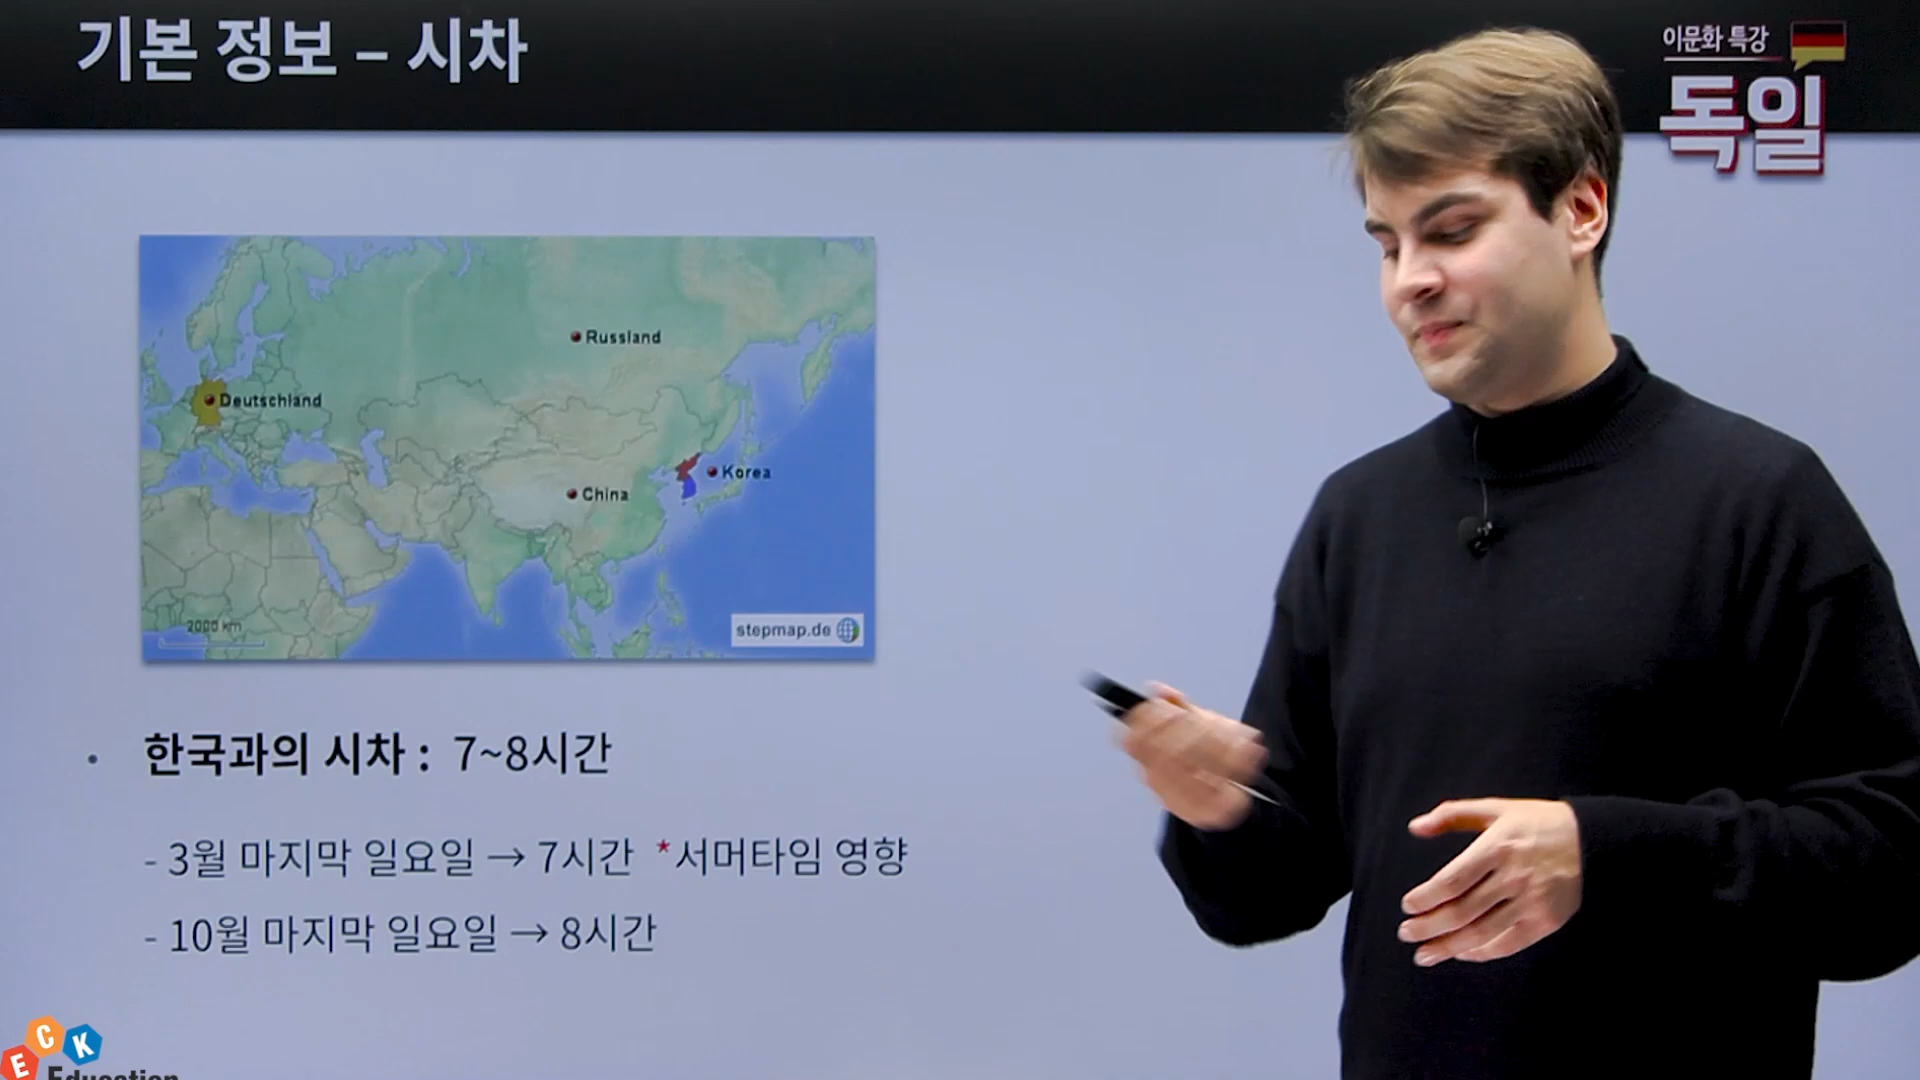 기본 정보 – 시차
이문화 특강
독일
Russland
Deutschland
Korea
China
2000 km
stepmap.de
• 한국과의 시차 : 7~8시간
- 3월 마지막 일요일 → 7시간 *서머타임 영향
- 10월 마지막 일요일 → 8시간
ECK
Education